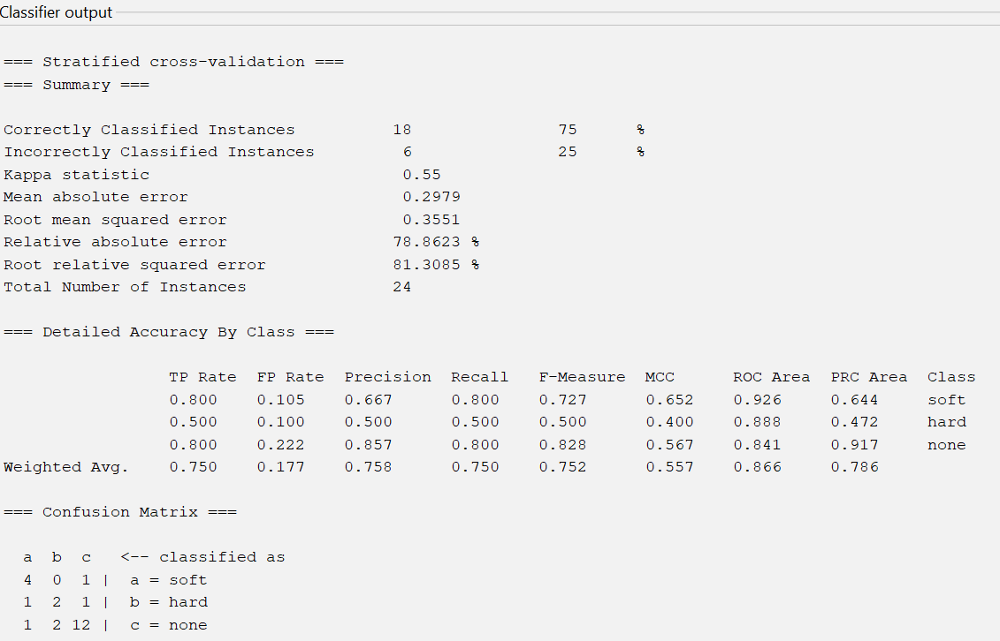 Classifier output
=== Stratified cross-validation ===
=== Summary ===
Correctly Classified Instances 18 75 %
Incorrectly Classified Instances 6 25 %
Kappa statistic 0.55
Mean absolute error 0.2979
Root mean squared error 0.3551
Relative absolute error 78.8623 %
Root relative squared error 81.3085 %
Total Number of Instances 24
=== Detailed Accuracy By Class ===
TP Rate FP Rate Precision Recall F-Measure MCC ROC Area PRC Area Class
0.800 0.105 0.667 0.800 0.727 0.652 0.926 0.644 soft
0.500 0.100 0.500 0.500 0.500 0.400 0.888 0.472 hard
0.800 0.222 0.857 0.800 0.828 0.567 0.841 0.917 none
Weighted Avg. 0.750 0.177 0.758 0.750 0.752 0.557 0.866 0.786
=== Confusion Matrix ===
a b c <-- classified as
4 0 1 | a = soft
1 2 1 | b = hard
1 2 12 | c = none